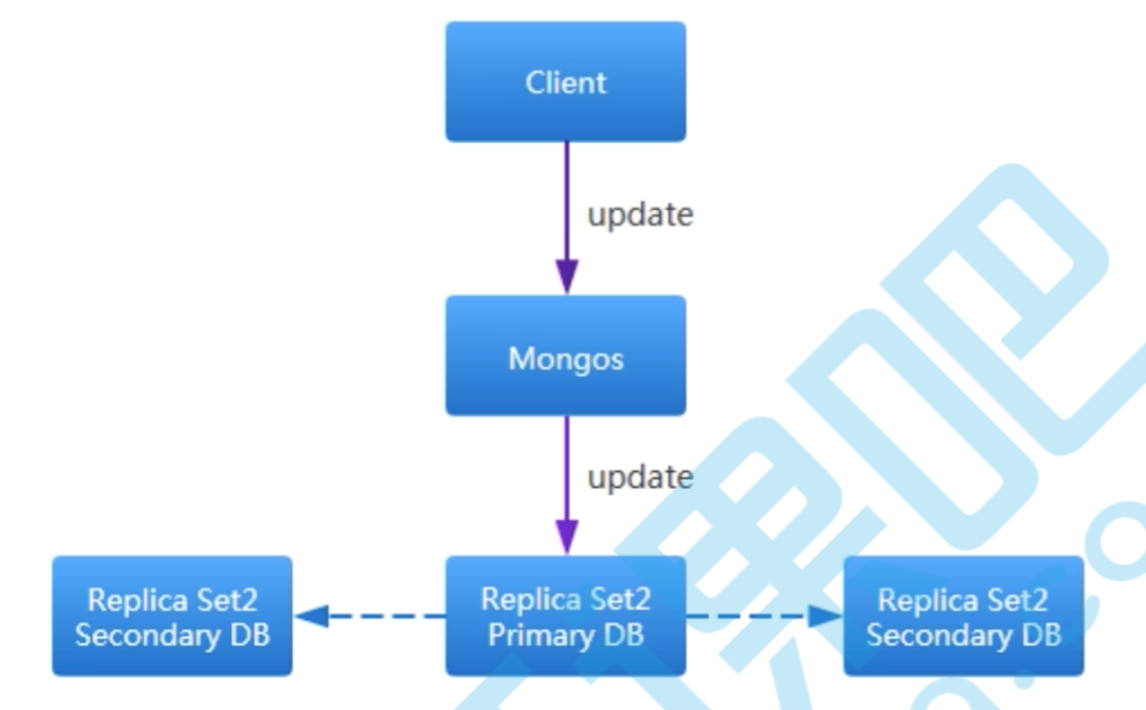 Client
update
Mongos
update
Replica Set2
Secondary DB
Replica Set2
Primary DB
Replica Set2
Secondary DB